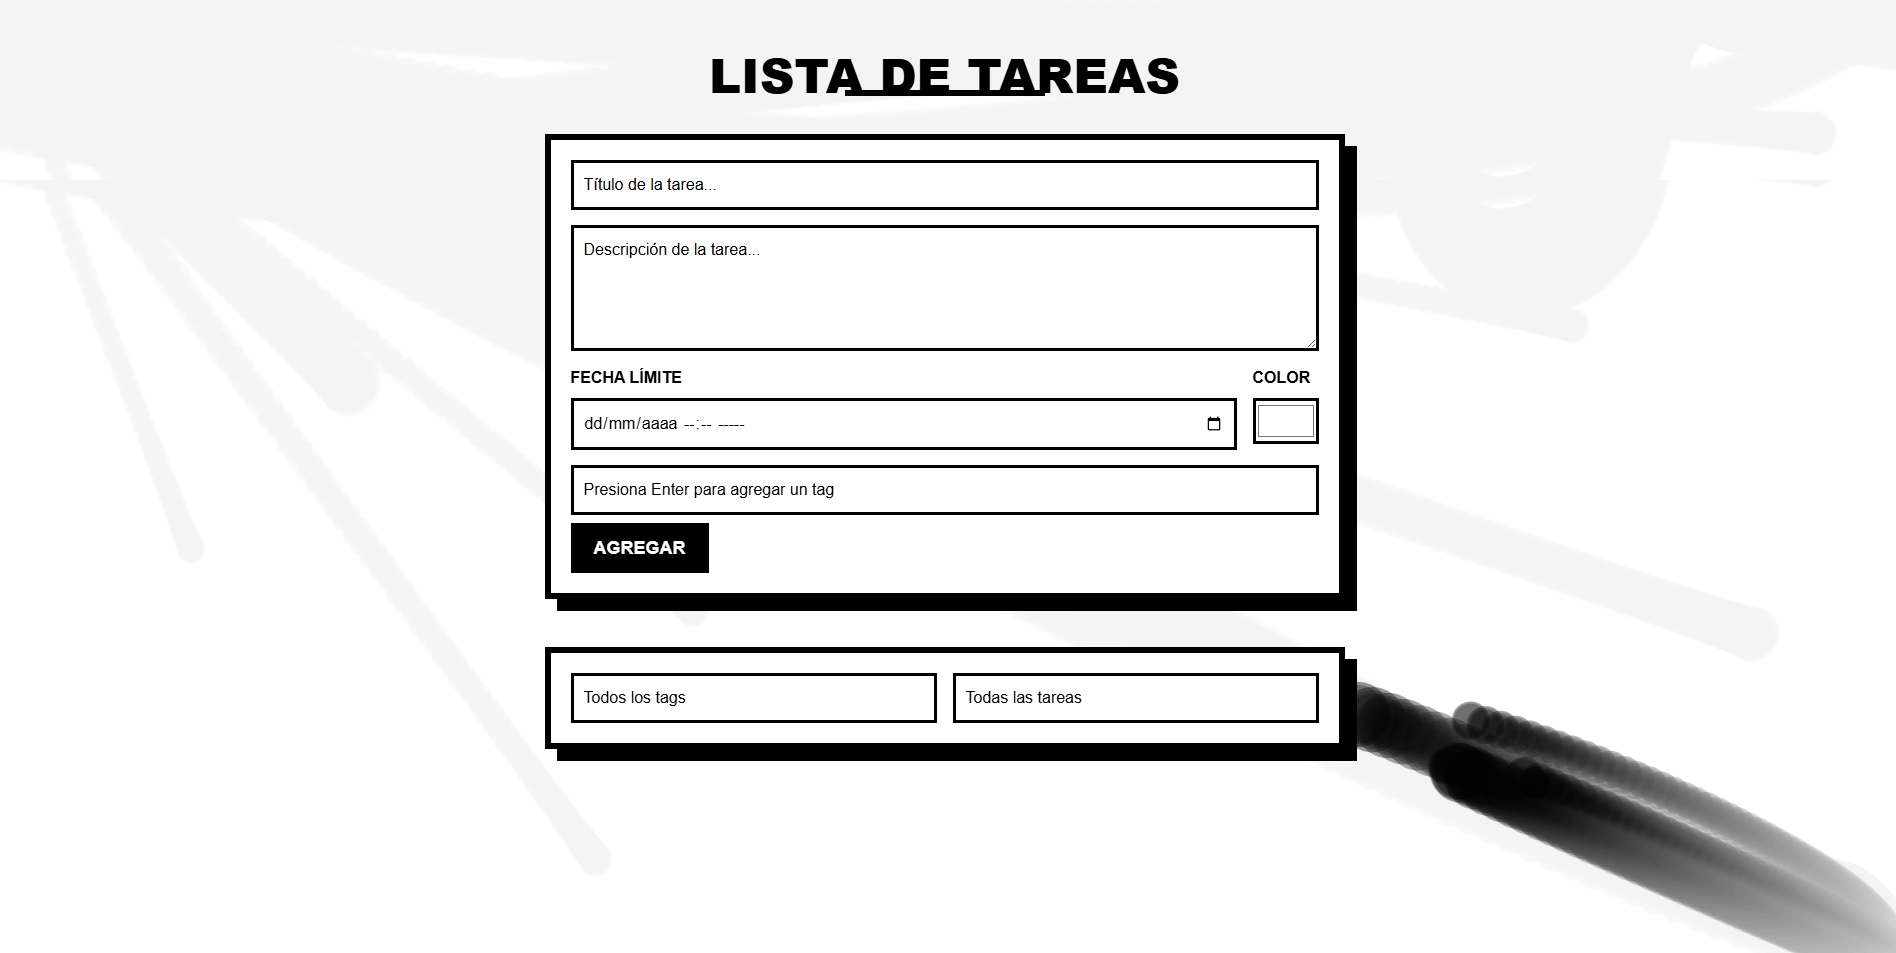 LISTA DE TAREAS
Título de la tarea...
Descripción de la tarea...
FECHA LÍMITE COLOR
dd/mm/aaaa --:-- -----
Presiona Enter para agregar un tag
AGREGAR
Todos los tags Todas las tareas